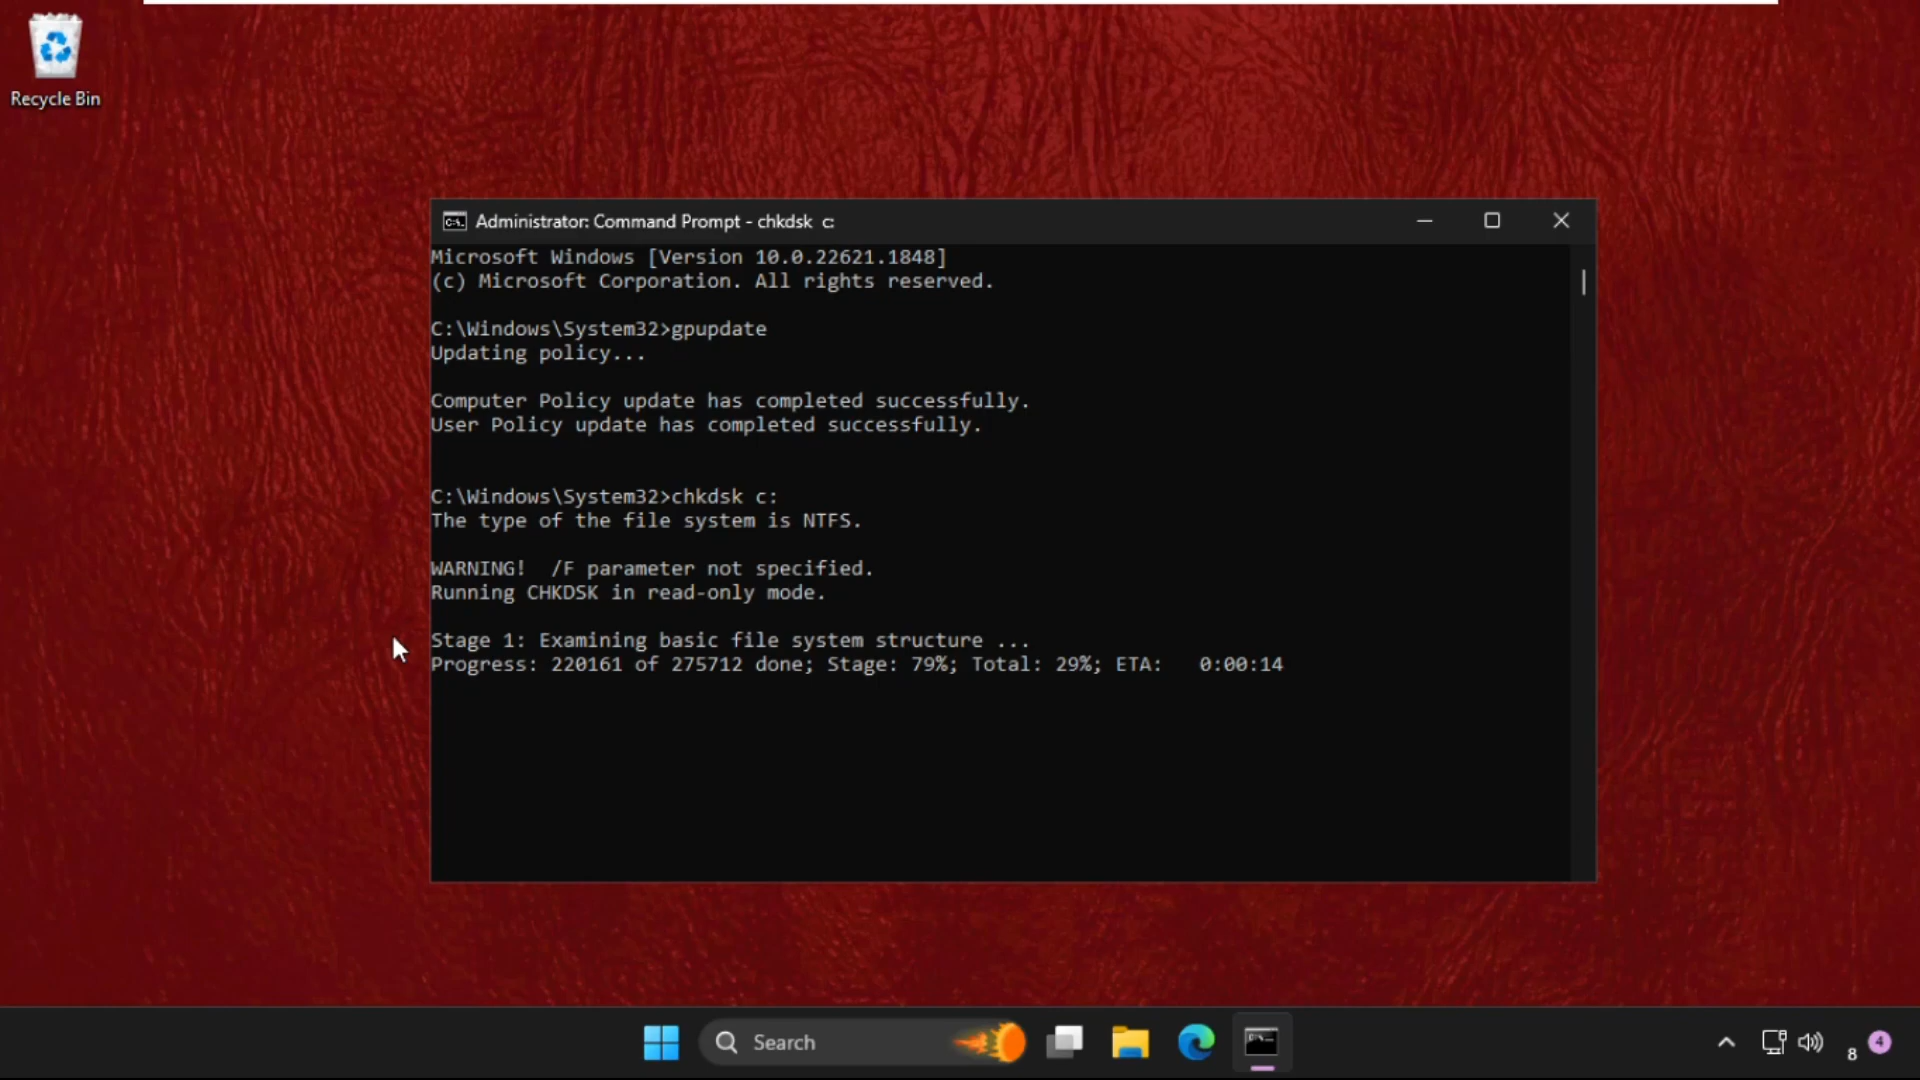 Recycle Bin
Administrator: Command Prompt - chkdsk  c:
Microsoft Windows [Version 10.0.22621.1848]
(c) Microsoft Corporation. All rights reserved.
C:\Windows\System32>gpupdate
Updating policy...
Computer Policy update has completed successfully.
User Policy update has completed successfully.
C:\Windows\System32>chkdsk c:
The type of the file system is NTFS.
WARNING!  /F parameter not specified.
Running CHKDSK in read-only mode.
Stage 1: Examining basic file system structure ...
Progress: 220161 of 275712 done; Stage: 79%; Total: 29%; ETA:   0:00:14
Search
8
4